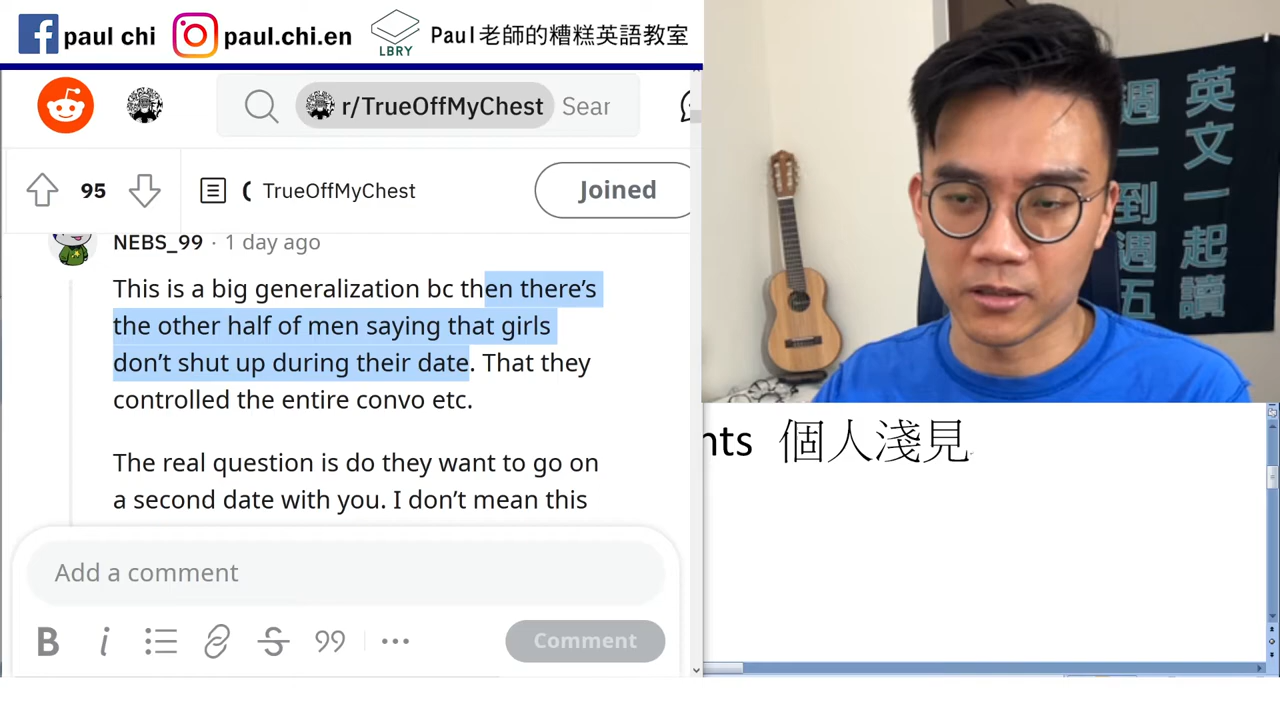 paul chi
paul.chi.en
LBRY
Paul老師的糟糕英語教室
r/TrueOffMyChest
Sear
95
TrueOffMyChest
Joined
NEBS_99 · 1 day ago
This is a big generalization bc then there's
the other half of men saying that girls
don't shut up during their date. That they
controlled the entire convo etc.
The real question is do they want to go on
a second date with you. I don't mean this
Add a comment
B i 99 ...
Comment
英文一起讀
週一到週五
nts 個人淺見